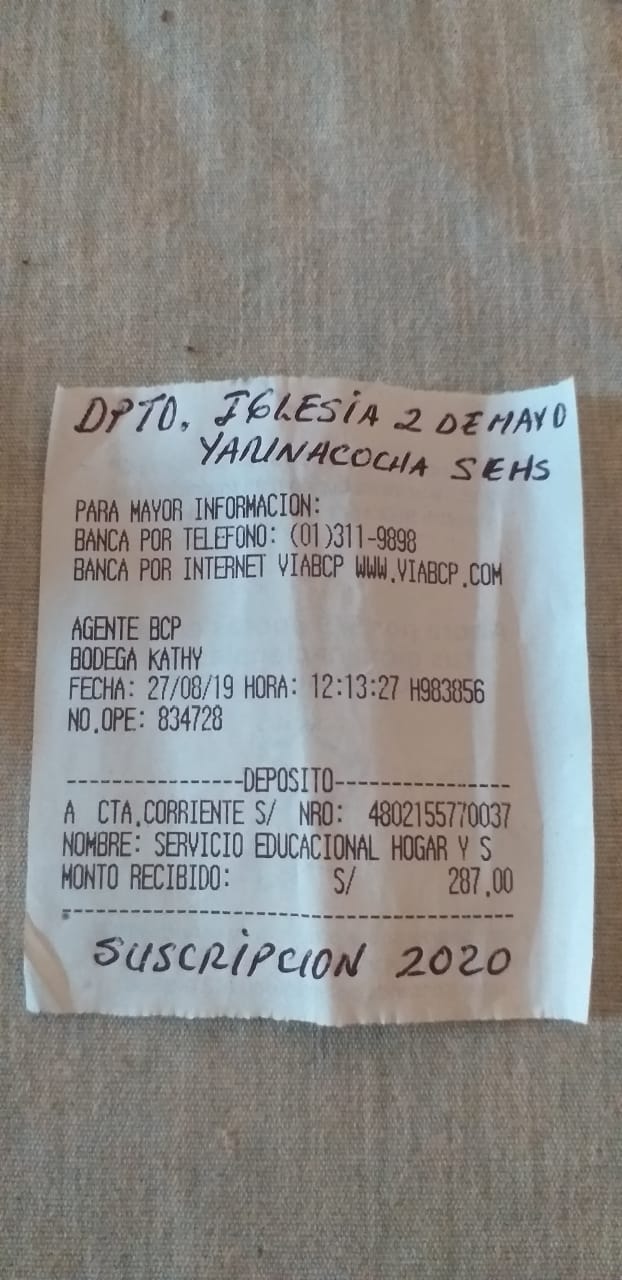 DPTO. IGLESIA 2 DE MAYO
YARINACOCHA SEHS
PARA MAYOR INFORMACION:
BANCA POR TELEFONO: (01)311-9898
BANCA POR INTERNET VIABCP WWW.VIABCP.COM
AGENTE BCP
BODEGA KATHY
FECHA: 27/08/19 HORA: 12:13:27 H983856
NO.OPE: 834728
----------------DEPOSITO----------------
A CTA.CORRIENTE S/ NRO: 4802155770037
NOMBRE: SERVICIO EDUCACIONAL HOGAR Y S
MONTO RECIBIDO: S/ 287.00
----------------------------------------
SUSCRIPCION 2020